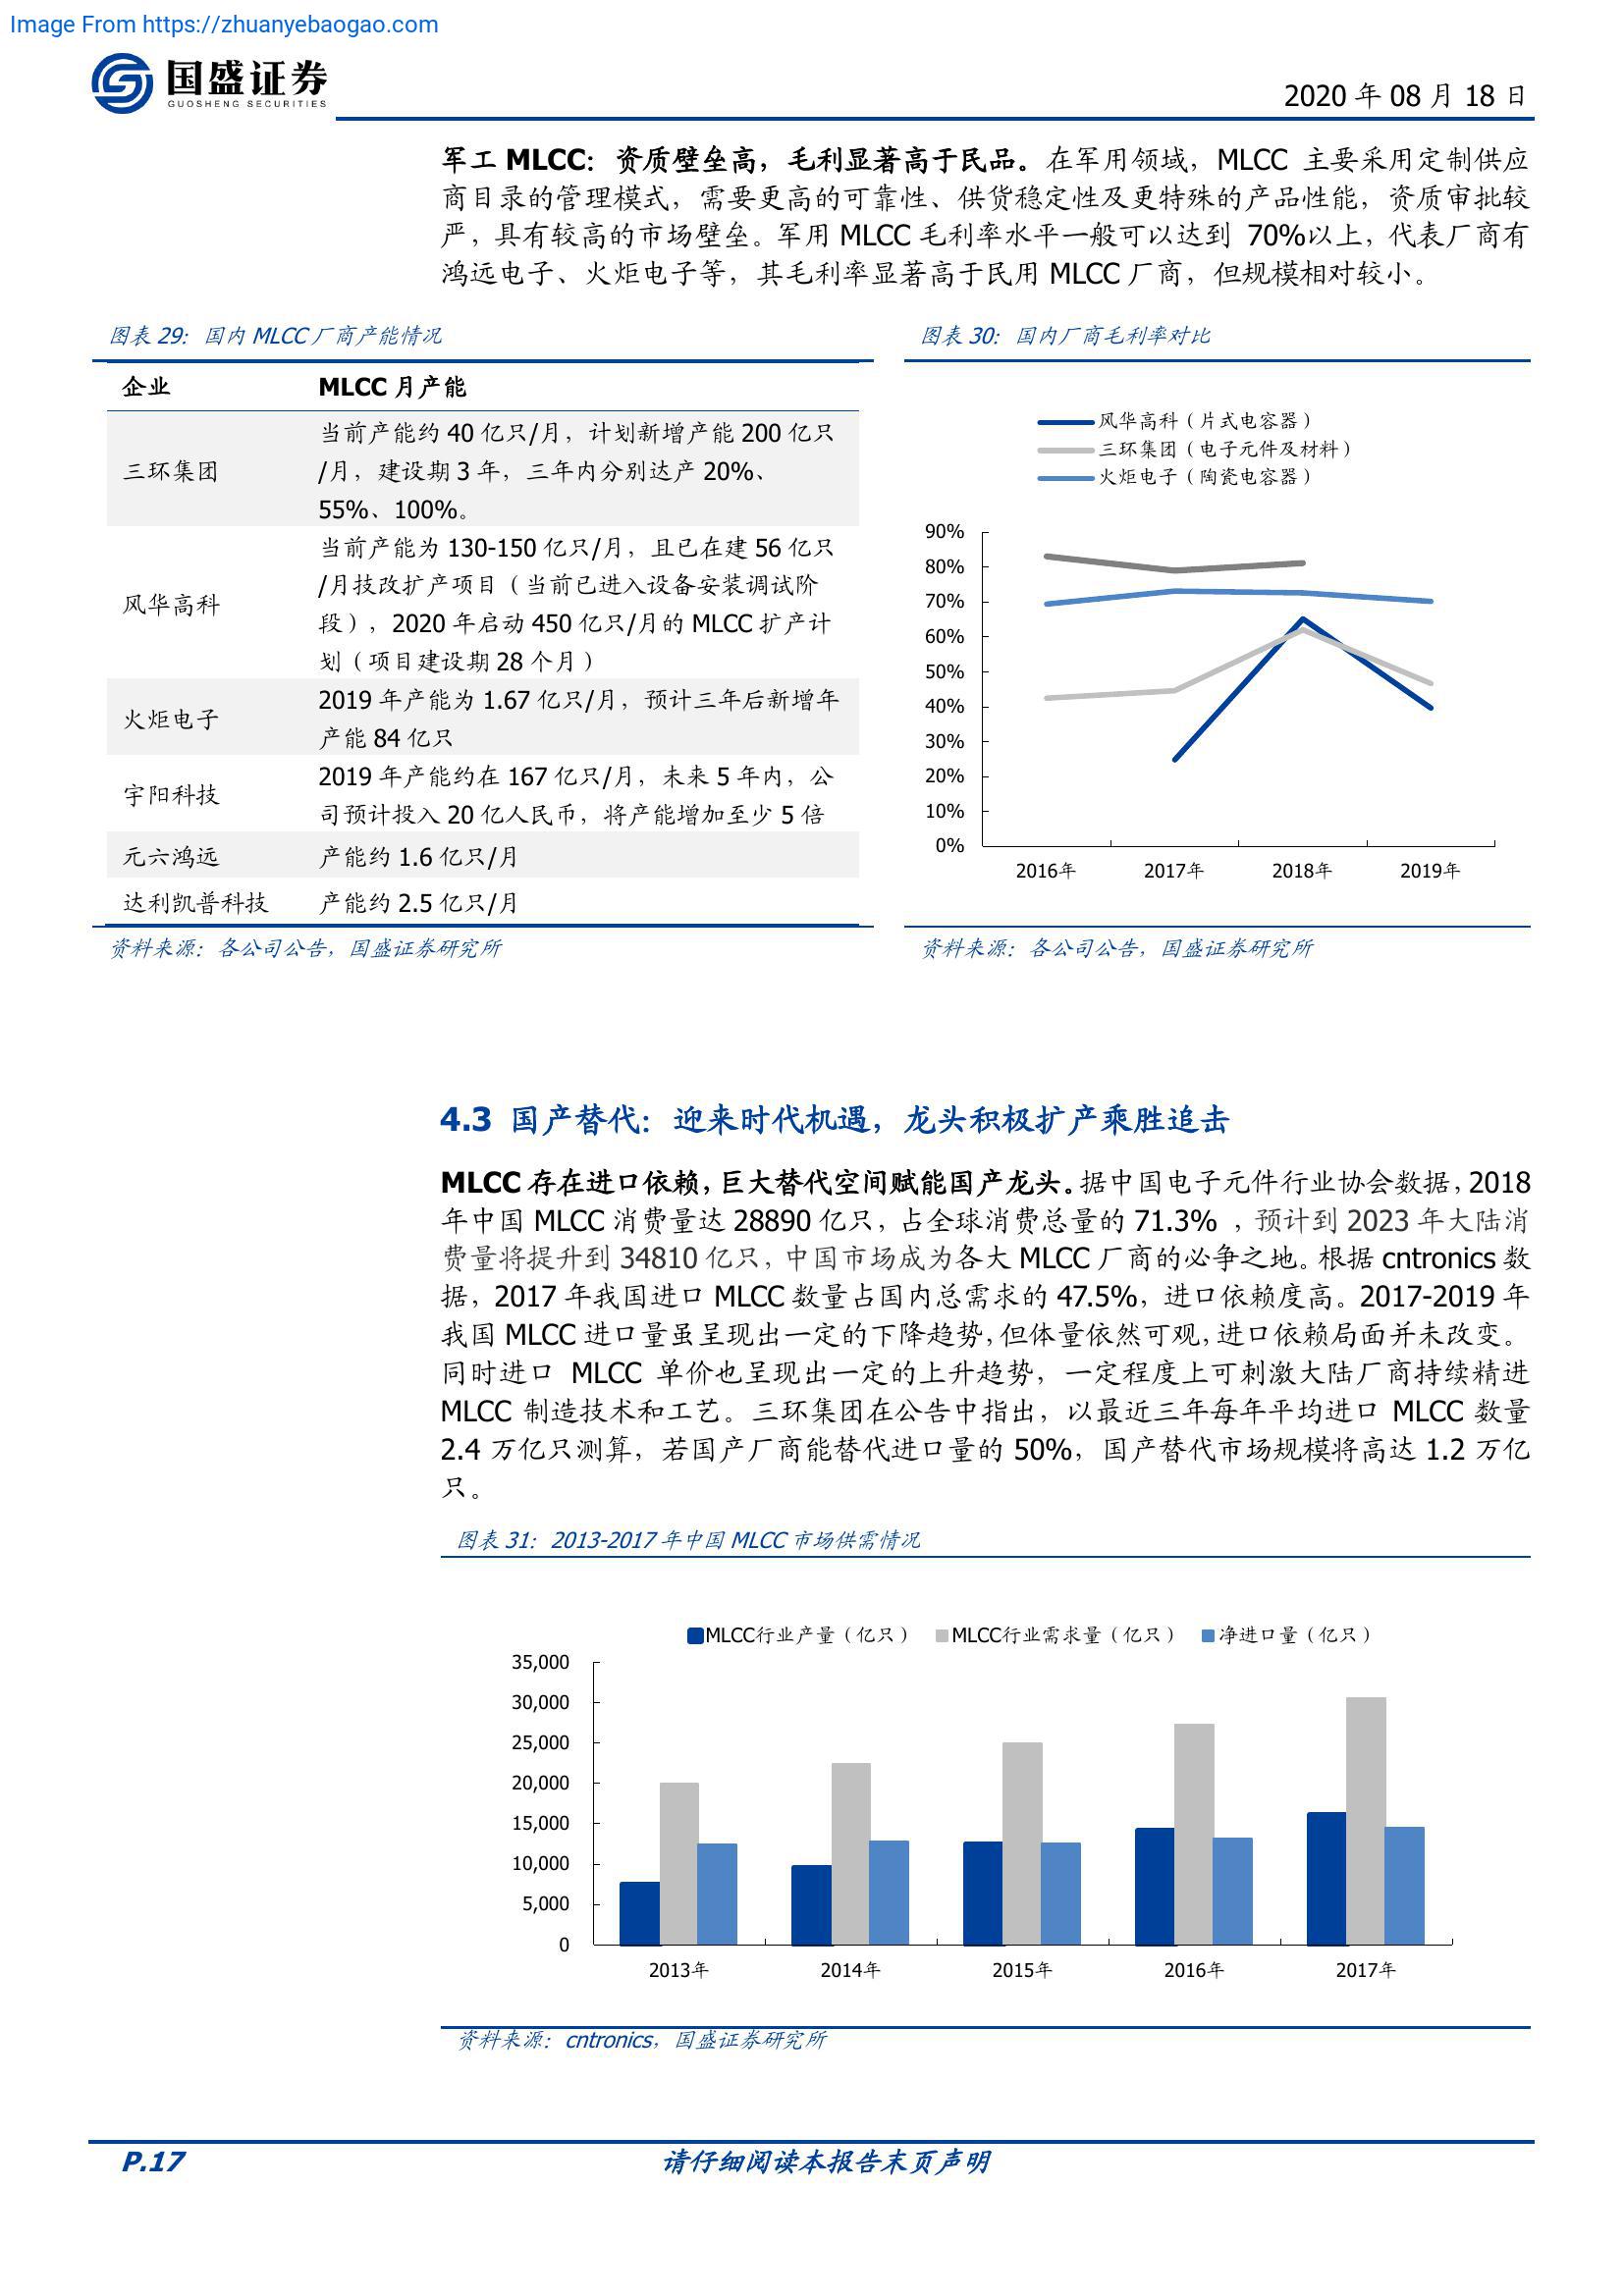 Image From https://zhuanyebaogao.com
国盛证券
GUOSHENG SECURITIES
2020 年 08 月 18 日
军工 MLCC：资质壁垒高，毛利显著高于民品。在军用领域，MLCC 主要采用定制供应
商目录的管理模式，需要更高的可靠性、供货稳定性及更特殊的产品性能，资质审批较
严，具有较高的市场壁垒。军用 MLCC 毛利率水平一般可以达到 70%以上，代表厂商有
鸿远电子、火炬电子等，其毛利率显著高于民用 MLCC 厂商，但规模相对较小。
图表 29：国内 MLCC 厂商产能情况
企业 MLCC 月产能
三环集团
当前产能约 40 亿只/月，计划新增产能 200 亿只
/月，建设期 3 年，三年内分别达产 20%、
55%、100%。
风华高科
当前产能为 130-150 亿只/月，且已在建 56 亿只
/月技改扩产项目（当前已进入设备安装调试阶
段），2020 年启动 450 亿只/月的 MLCC 扩产计
划（项目建设期 28 个月）
火炬电子
2019 年产能为 1.67 亿只/月，预计三年后新增年
产能 84 亿只
宇阳科技
2019 年产能约在 167 亿只/月，未来 5 年内，公
司预计投入 20 亿人民币，将产能增加至少 5 倍
元六鸿远 产能约 1.6 亿只/月
达利凯普科技 产能约 2.5 亿只/月
资料来源：各公司公告，国盛证券研究所
图表 30：国内厂商毛利率对比
风华高科（片式电容器）
三环集团（电子元件及材料）
火炬电子（陶瓷电容器）
90%
80%
70%
60%
50%
40%
30%
20%
10%
0%
2016年 2017年 2018年 2019年
资料来源：各公司公告，国盛证券研究所
4.3 国产替代：迎来时代机遇，龙头积极扩产乘胜追击
MLCC 存在进口依赖，巨大替代空间赋能国产龙头。据中国电子元件行业协会数据，2018
年中国 MLCC 消费量达 28890 亿只，占全球消费总量的 71.3% ，预计到 2023 年大陆消
费量将提升到 34810 亿只，中国市场成为各大 MLCC 厂商的必争之地。根据 cntronics 数
据，2017 年我国进口 MLCC 数量占国内总需求的 47.5%，进口依赖度高。2017-2019 年
我国 MLCC 进口量虽呈现出一定的下降趋势，但体量依然可观，进口依赖局面并未改变。
同时进口 MLCC 单价也呈现出一定的上升趋势，一定程度上可刺激大陆厂商持续精进
MLCC 制造技术和工艺。三环集团在公告中指出，以最近三年每年平均进口 MLCC 数量
2.4 万亿只测算，若国产厂商能替代进口量的 50%，国产替代市场规模将高达 1.2 万亿
只。
图表 31：2013-2017 年中国 MLCC 市场供需情况
MLCC行业产量（亿只） MLCC行业需求量（亿只） 净进口量（亿只）
35,000
30,000
25,000
20,000
15,000
10,000
5,000
0
2013年 2014年 2015年 2016年 2017年
资料来源：cntronics，国盛证券研究所
P.17 请仔细阅读本报告末页声明